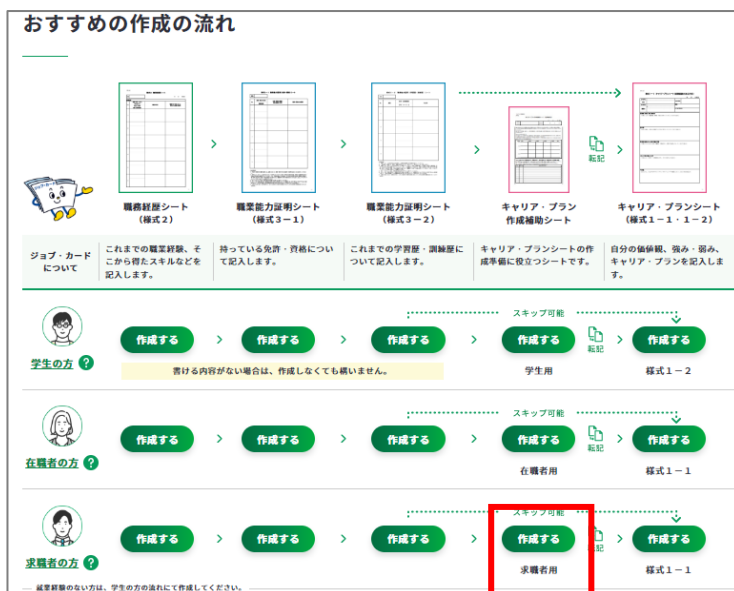 おすすめの作成の流れ
ジョブ・カード
職務経歴シート
（様式２）
職業能力証明シート
（様式３－１）
職業能力証明シート
（様式３－２）
キャリア・プラン
作成補助シート
転記
キャリア・プランシート
（様式１－１・１－２）
ジョブ・カード
について
これまでの職業経験、そ
こから得たスキルなどを
記入します。
持っている免許・資格につい
て記入します。
これまでの学習歴・訓練歴に
ついて記入します。
キャリア・プランシートの作
成準備に役立つシートです。
自分の価値観、強み・弱み、
キャリア・プランを記入しま
す。
スキップ可能
学生の方 ?
作成する
作成する
作成する
作成する
転記
作成する
書ける内容がない場合は、作成しなくても構いません。
学生用
様式１－２
スキップ可能
在職者の方 ?
作成する
作成する
作成する
作成する
転記
作成する
在職者用
様式１－１
スキップ可能
求職者の方 ?
作成する
作成する
作成する
作成する
転記
作成する
求職者用
様式１－１
就業経験のない方は、学生の方の流れにて作成してください。